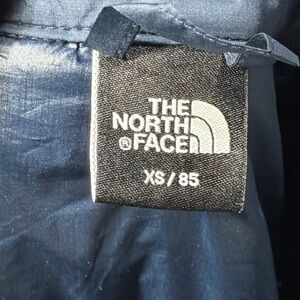 THE
NORTH
®FACE
XS / 85